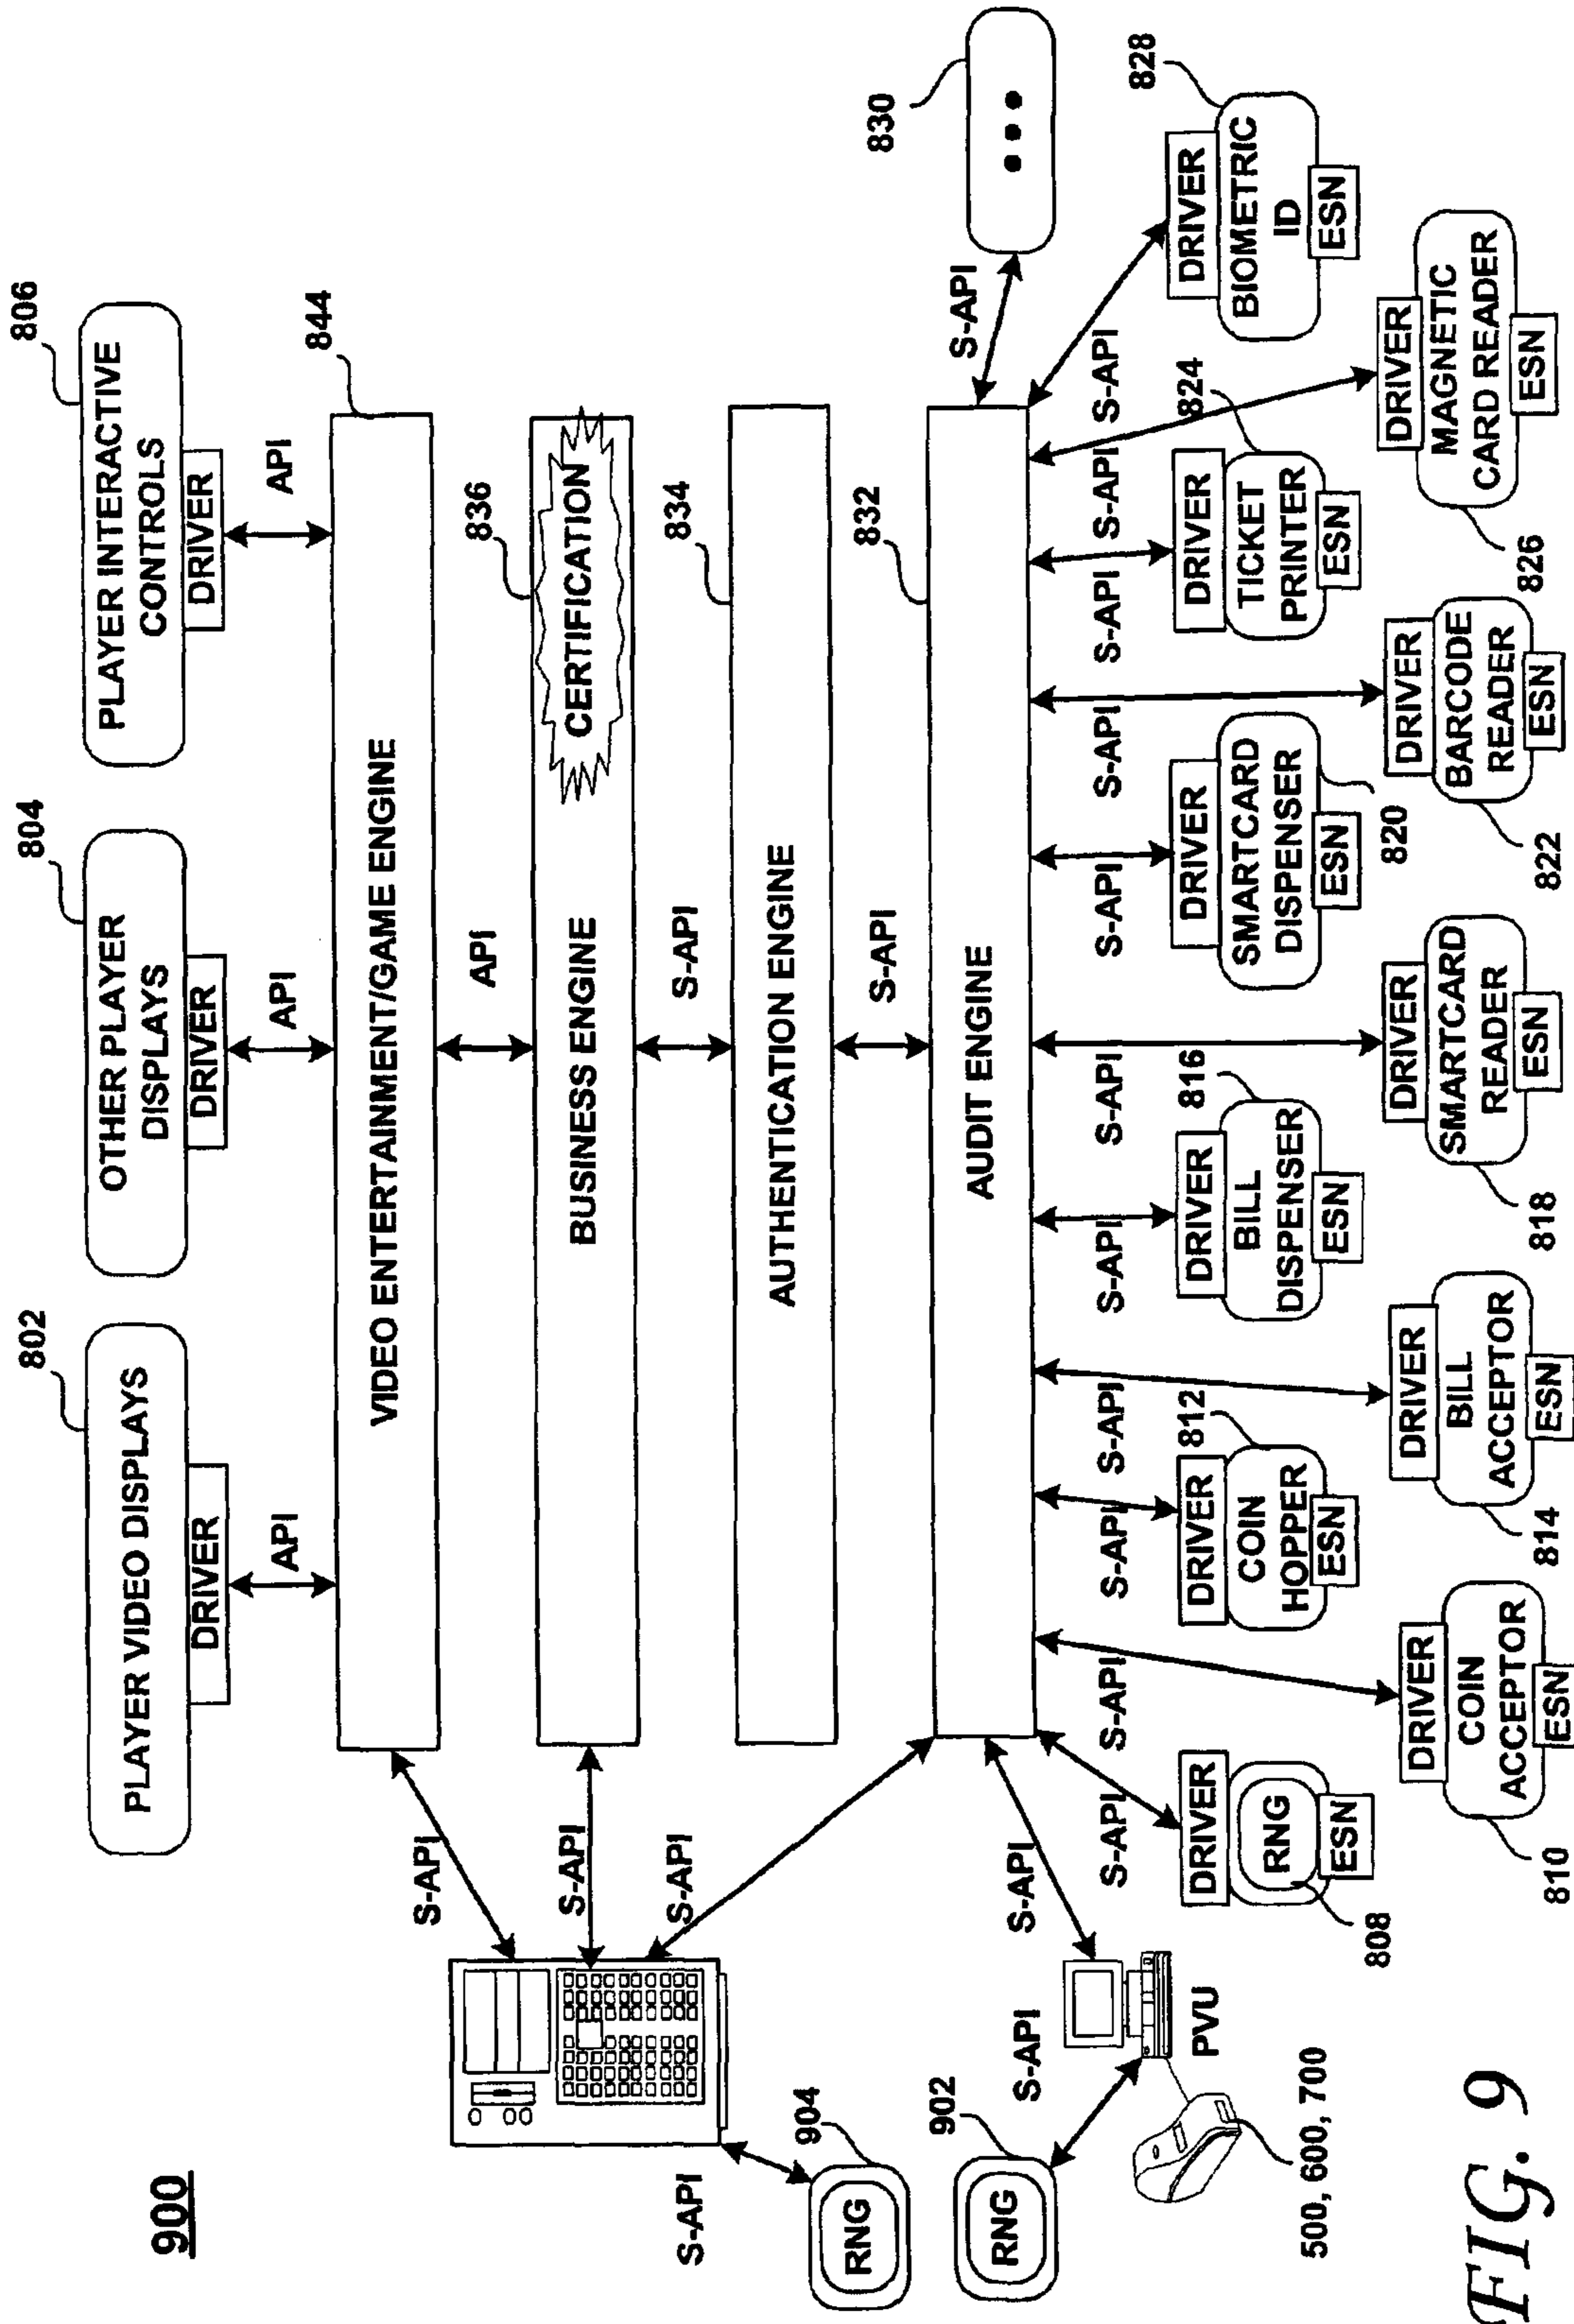 900
802
PLAYER VIDEO DISPLAYS
DRIVER
API
804
OTHER PLAYER
DISPLAYS
DRIVER
API
806
PLAYER INTERACTIVE
CONTROLS
DRIVER
API
844
VIDEO ENTERTAINMENT/GAME ENGINE
S-API
API
836
BUSINESS ENGINE
CERTIFICATION
S-API
S-API
834
AUTHENTICATION ENGINE
S-API
S-API
832
AUDIT ENGINE
S-API
830
S-API
904
RNG
902
RNG
S-API
S-API
PVU
500, 600, 700
S-API
DRIVER
RNG
ESN
808
S-API
DRIVER
COIN
ACCEPTOR
ESN
810
S-API
812
DRIVER
COIN
HOPPER
ESN
S-API
DRIVER
BILL
ACCEPTOR
ESN
814
S-API
816
DRIVER
BILL
DISPENSER
ESN
S-API
DRIVER
SMARTCARD
READER
ESN
818
S-API
DRIVER
SMARTCARD
DISPENSER
ESN
820
S-API
DRIVER
BARCODE
READER
ESN
822
S-API
824
DRIVER
TICKET
PRINTER
ESN
S-API
DRIVER
MAGNETIC
CARD READER
ESN
826
S-API
828
DRIVER
BIOMETRIC
ID
ESN
FIG. 9